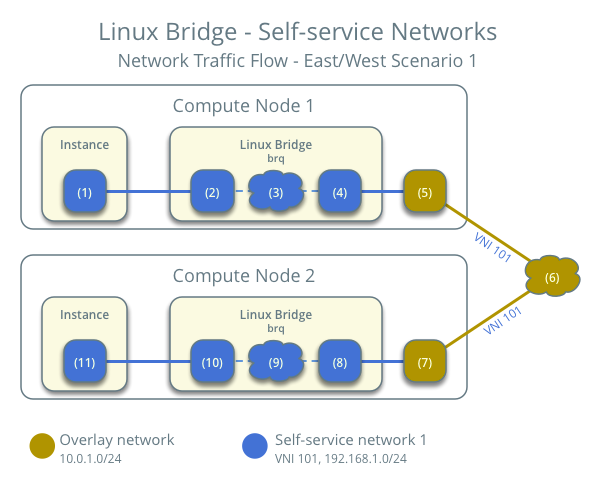 Linux Bridge - Self-service Networks
Network Traffic Flow - East/West Scenario 1
Compute Node 1
Instance
Linux Bridge
brq
(1)
(2)
(3)
(4)
(5)
VNI 101
(6)
Compute Node 2
Instance
Linux Bridge
brq
VNI 101
(11)
(10)
(9)
(8)
(7)
Overlay network
10.0.1.0/24
Self-service network 1
VNI 101, 192.168.1.0/24